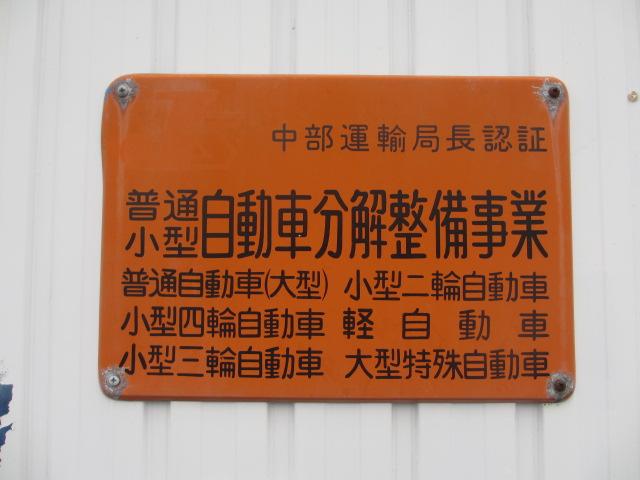 中部運輸局長認証
普通
小型
自動車分解整備事業
普通自動車(大型) 小型二輪自動車
小型四輪自動車 軽自動車
小型三輪自動車 大型特殊自動車